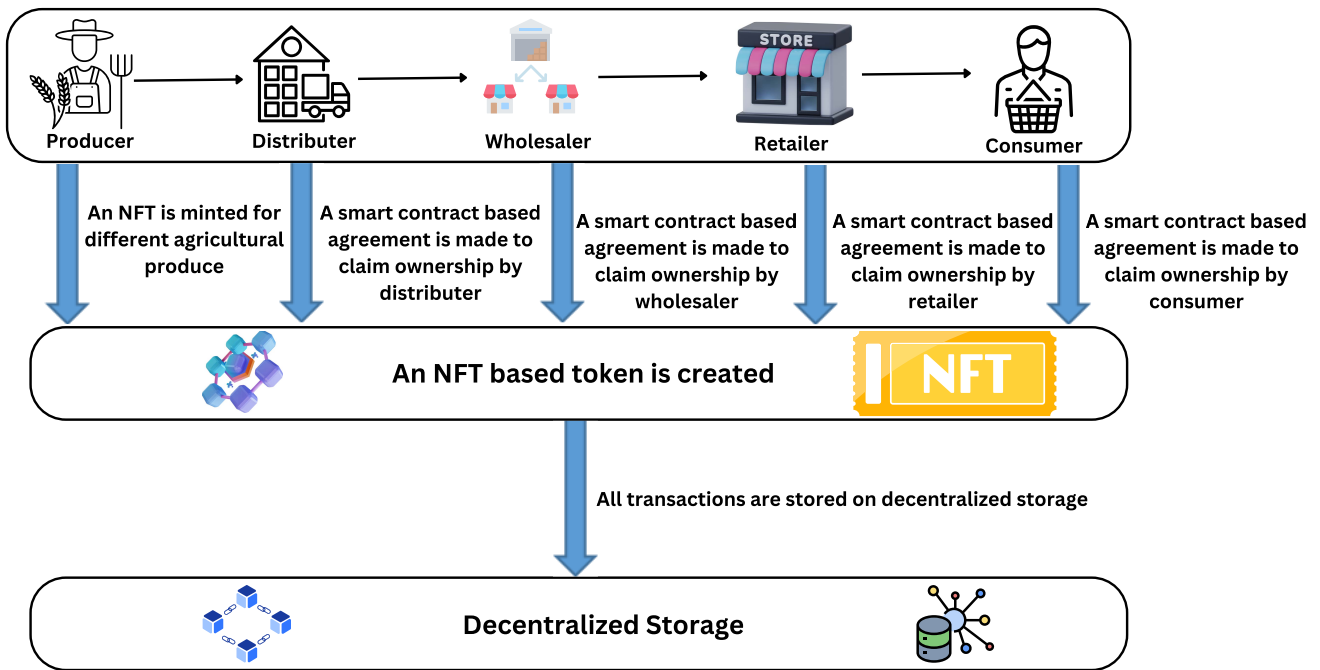 STORE
Producer
Distributer
Wholesaler
Retailer
Consumer
An NFT is minted for
different agricultural
produce
A smart contract based
agreement is made to
claim ownership by
distributer
A smart contract based
agreement is made to
claim ownership by
wholesaler
A smart contract based
agreement is made to
claim ownership by
retailer
A smart contract based
agreement is made to
claim ownership by
consumer
An NFT based token is created
NFT
All transactions are stored on decentralized storage
Decentralized Storage